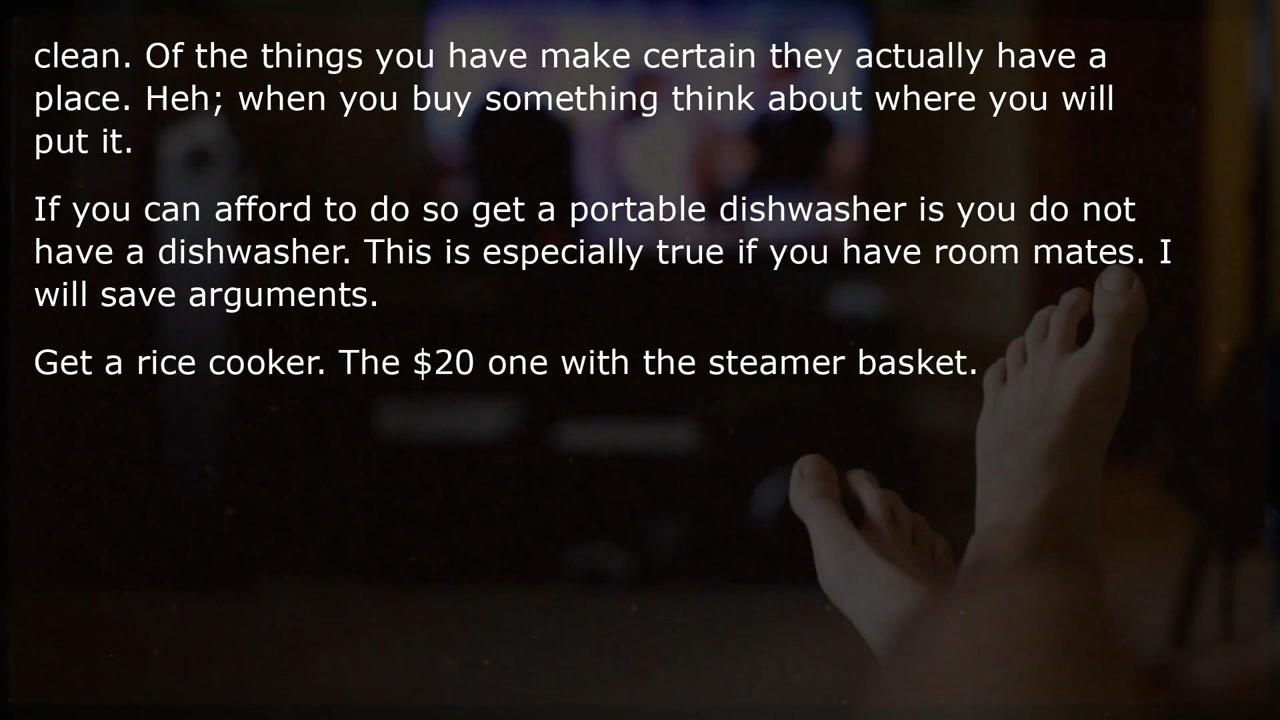 clean. Of the things you have make certain they actually have a
place. Heh; when you buy something think about where you will
put it.
If you can afford to do so get a portable dishwasher is you do not
have a dishwasher. This is especially true if you have room mates. I
will save arguments.
Get a rice cooker. The $20 one with the steamer basket.